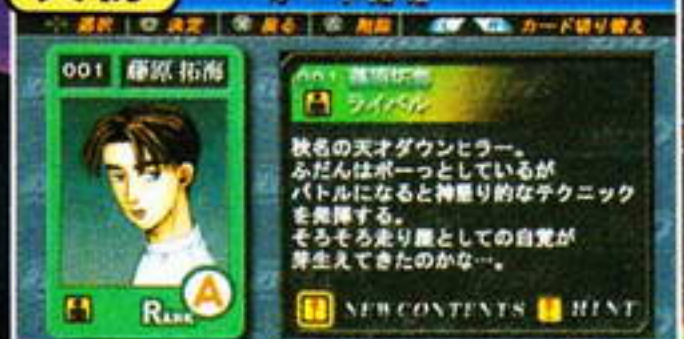 選択 決定 戻る 削除 カード切り替え
001 藤原 拓海
001 藤原拓海
ライバル
秋名の天才ダウンヒラー。
ふだんはボーっとしているが
バトルになると神懸り的なテクニック
を発揮する。
そろそろ走り屋としての自覚が
芽生えてきたのかな…。
RANK A
NEW CONTENTS HINT